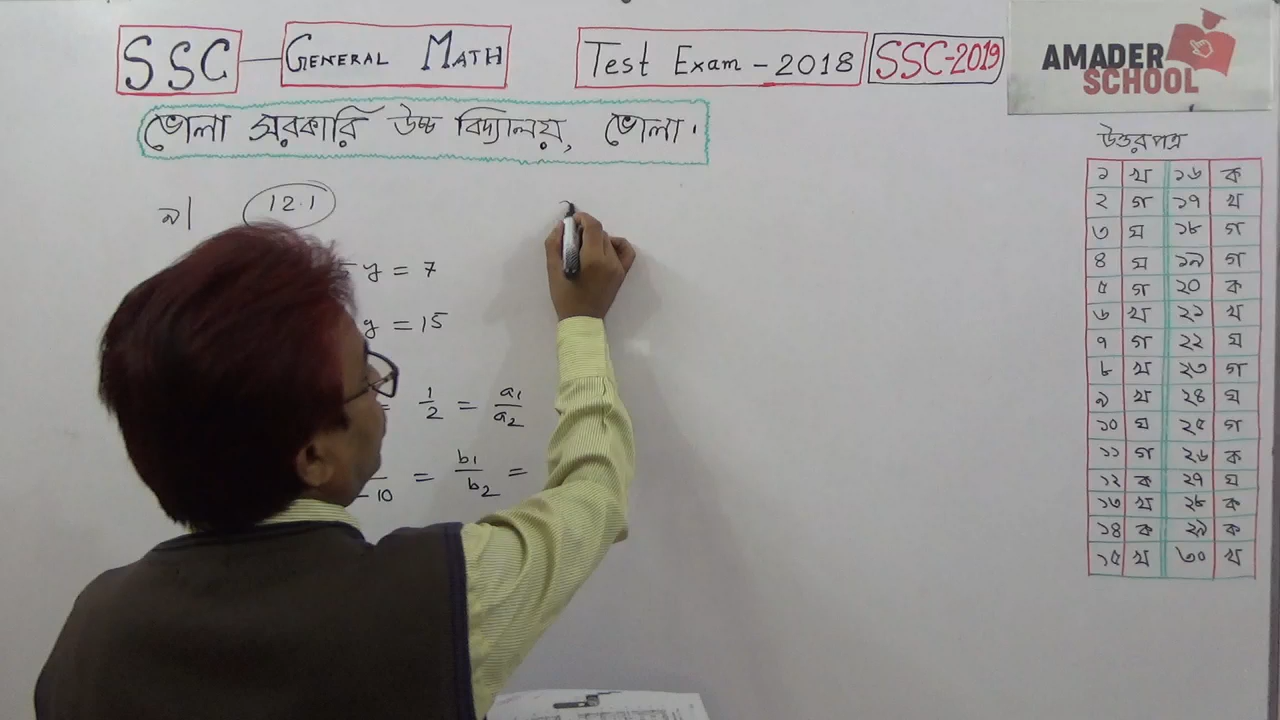 SSC GENERAL MATH Test Exam - 2018 SSC-2019
AMADER SCHOOL
ভোলা সরকারি উচ্চ বিদ্যালয়, ভোলা।
৯| 12.1
y = 7
y = 15
= 1/2 = a1/a2
-10 = b1/b2 =
উত্তরপত্র
১ খ ১৬ ক
২ গ ১৭ খ
৩ ঘ ১৮ গ
৪ ঘ ১৯ গ
৫ গ ২০ ক
৬ খ ২১ খ
৭ গ ২২ ঘ
৮ খ ২৩ গ
৯ খ ২৪ ঘ
১০ ঘ ২৫ গ
১১ গ ২৬ ক
১২ ক ২৭ ঘ
১৩ খ ২৮ ক
১৪ ক ২৯ ক
১৫ খ ৩০ খ